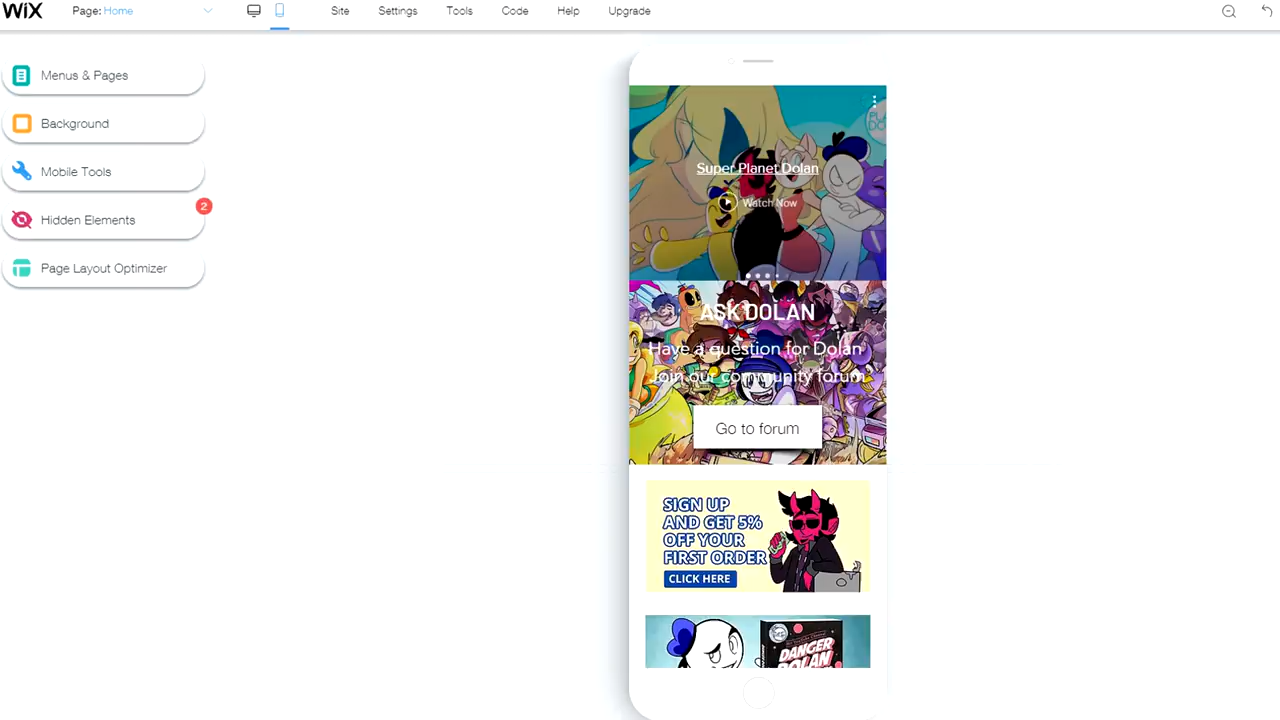 WiX
Page: Home
Site
Settings
Tools
Code
Help
Upgrade
Menus & Pages
Background
Mobile Tools
Hidden Elements
2
Page Layout Optimizer
Super Planet Dolan
Watch Now
ASK DOLAN
Have a question for Dolan
Join our community forum
Go to forum
SIGN UP
AND GET 5%
OFF YOUR
FIRST ORDER
CLICK HERE
DANGER
DOLAN